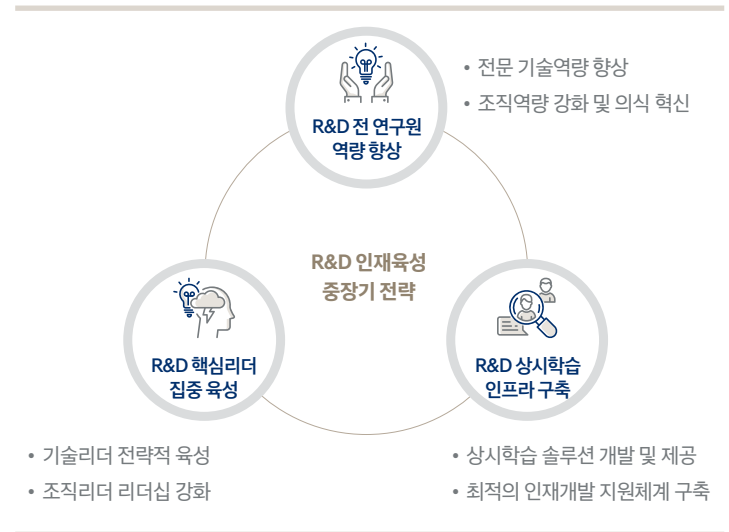 R&D 전 연구원
역량 향상
• 전문 기술역량 향상
• 조직역량 강화 및 의식 혁신
R&D 인재육성
중장기 전략
R&D 핵심리더
집중 육성
• 기술리더 전략적 육성
• 조직리더 리더십 강화
R&D 상시학습
인프라 구축
• 상시학습 솔루션 개발 및 제공
• 최적의 인재개발 지원체계 구축